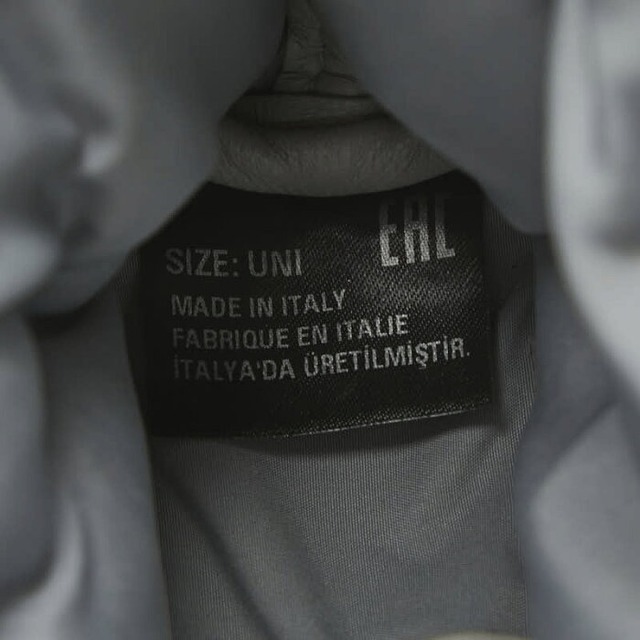 EAC
SIZE: UNI
MADE IN ITALY
FABRIQUE EN ITALIE
İTALYA'DA ÜRETİLMİŞTİR.